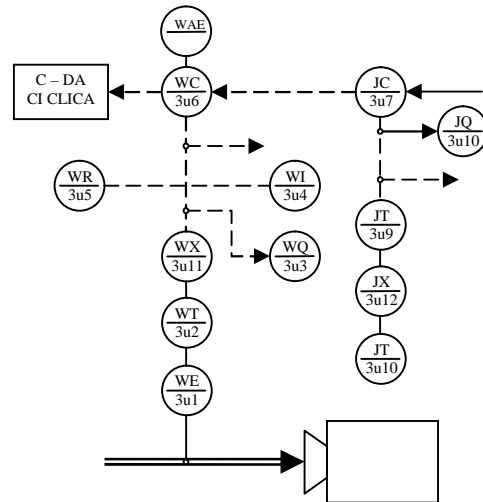 WAE
C – DA
CI CLICA
WC
3u6
JC
3u7
JQ
3u10
WR
3u5
WI
3u4
JT
3u9
WX
3u11
WQ
3u3
JX
3u12
WT
3u2
JT
3u10
WE
3u1